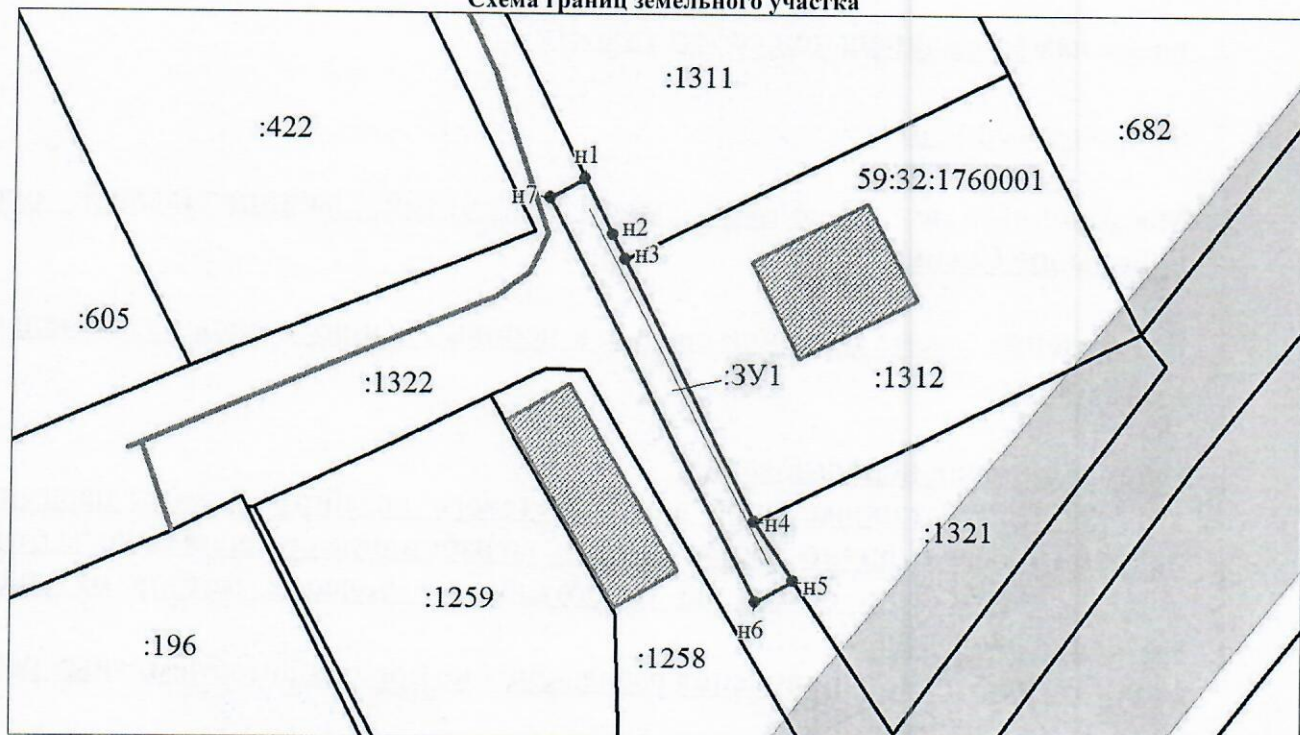 Схема границ земельного участка
:1311
:422
:682
н1
59:32:1760001
н7
н2
н3
:605
:ЗУ1
:1322
:1312
н4
:1321
н5
:1259
н6
:196
:1258